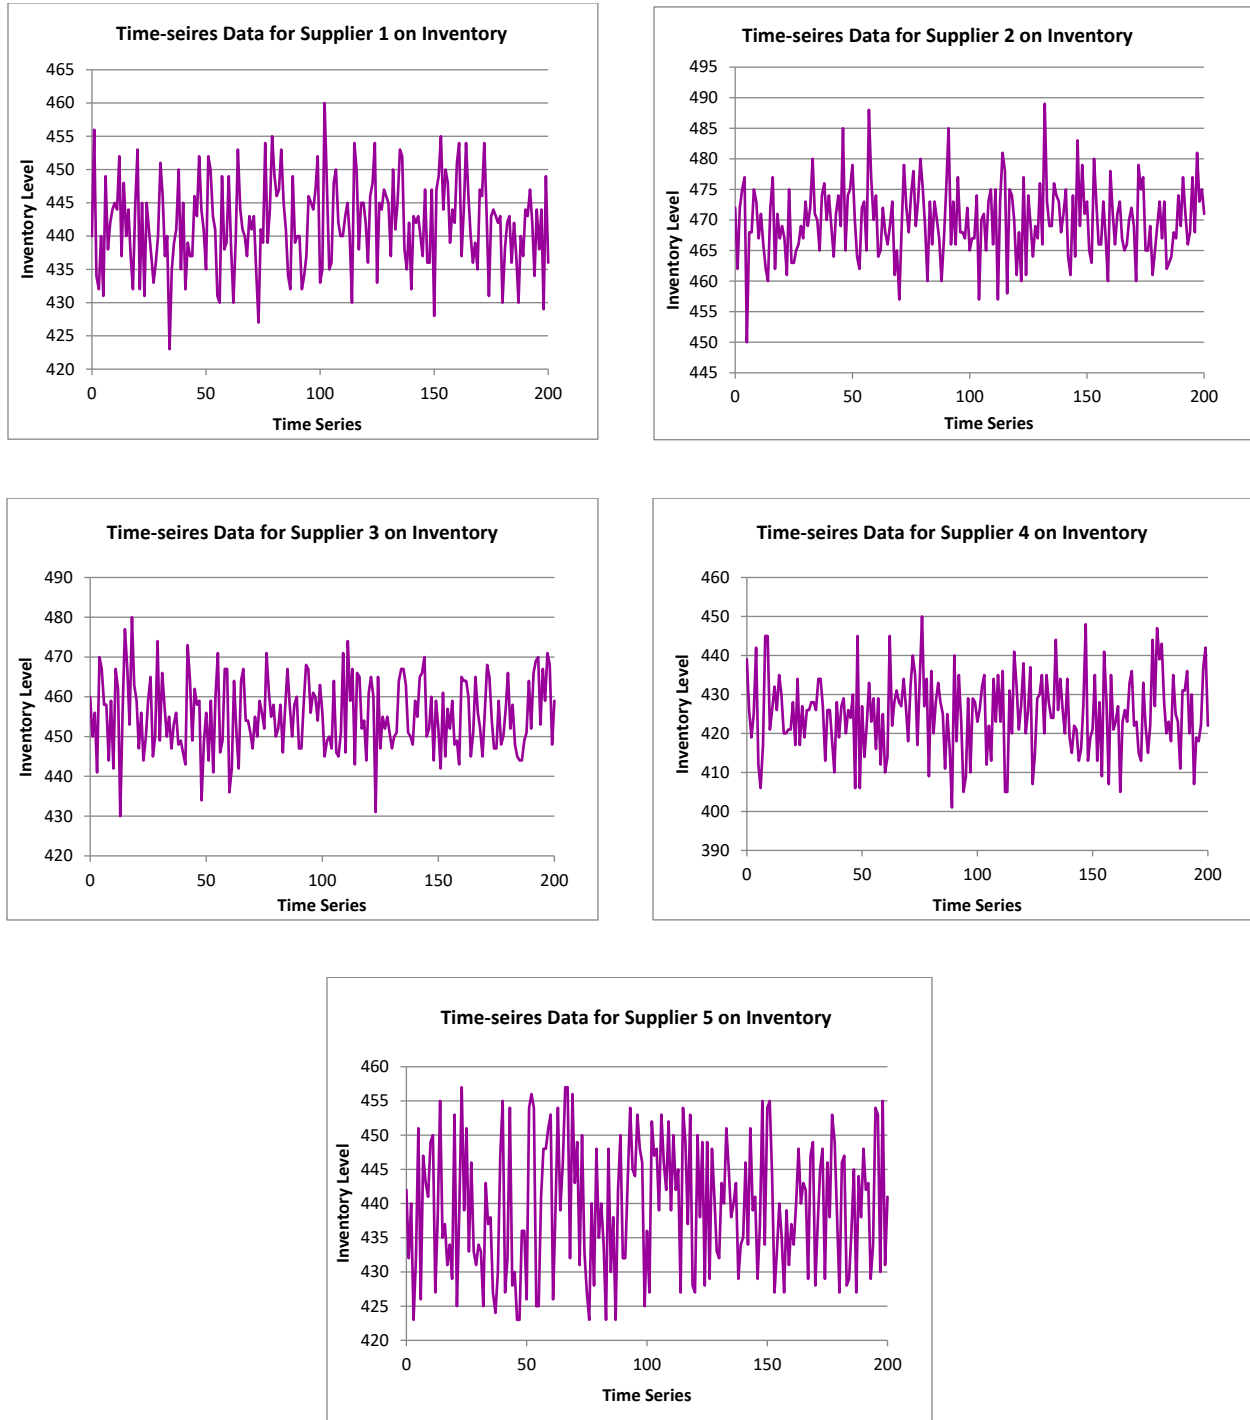 Time-seires Data for Supplier 1 on Inventory
465
460
455
450
445
440
435
430
425
420
Inventory Level
0 50 100 150 200
Time Series
Time-seires Data for Supplier 2 on Inventory
495
490
485
480
475
470
465
460
455
450
445
Inventory Level
0 50 100 150 200
Time Series
Time-seires Data for Supplier 3 on Inventory
490
480
470
460
450
440
430
420
Inventory Level
0 50 100 150 200
Time Series
Time-seires Data for Supplier 4 on Inventory
460
450
440
430
420
410
400
390
Inventory Level
0 50 100 150 200
Time Series
Time-seires Data for Supplier 5 on Inventory
460
455
450
445
440
435
430
425
420
Inventory Level
0 50 100 150 200
Time Series